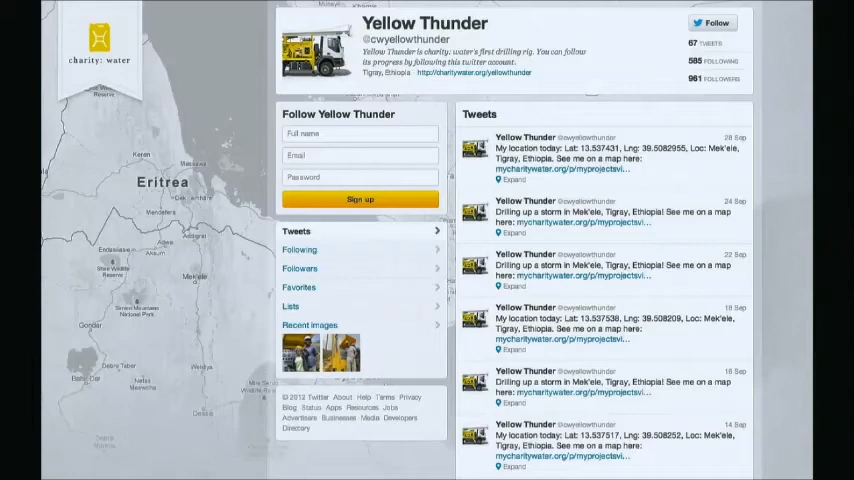 charity: water
Yellow Thunder
@cwyellowthunder
Yellow Thunder is charity: water's first drilling rig. You can follow
its progress by following this twitter account.
Tigray, Ethiopia · http://charitywater.org/yellowthunder
Follow
67 TWEETS
585 FOLLOWING
961 FOLLOWERS
Follow Yellow Thunder
Full name
Email
Password
Sign up
Tweets
Following
Followers
Favorites
Lists
Recent images
© 2012 Twitter About Help Terms Privacy
Blog Status Apps Resources Jobs
Advertisers Businesses Media Developers
Directory
Tweets
Yellow Thunder @cwyellowthunder 28 Sep
My location today: Lat: 13.537431, Lng: 39.5082955, Loc: Mek'ele,
Tigray, Ethiopia. See me on a map here:
mycharitywater.org/p/myprojectsvi…
Expand
Yellow Thunder @cwyellowthunder 24 Sep
Drilling up a storm in Mek'ele, Tigray, Ethiopia! See me on a map
here: mycharitywater.org/p/myprojectsvi…
Expand
Yellow Thunder @cwyellowthunder 22 Sep
Drilling up a storm in Mek'ele, Tigray, Ethiopia! See me on a map
here: mycharitywater.org/p/myprojectsvi…
Expand
Yellow Thunder @cwyellowthunder 19 Sep
My location today: Lat: 13.537538, Lng: 39.508209, Loc: Mek'ele,
Tigray, Ethiopia. See me on a map here:
mycharitywater.org/p/myprojectsvi…
Expand
Yellow Thunder @cwyellowthunder 16 Sep
Drilling up a storm in Mek'ele, Tigray, Ethiopia! See me on a map
here: mycharitywater.org/p/myprojectsvi…
Expand
Yellow Thunder @cwyellowthunder 14 Sep
My location today: Lat: 13.537517, Lng: 39.508252, Loc: Mek'ele,
Tigray, Ethiopia. See me on a map here:
mycharitywater.org/p/myprojectsvi…
Expand
Keren
Massawa
Eritrea
Mendefera
Adigrat
Adwa
Aksum
Mek'ele
Simien Mountains
National Park
Gondar
Debre Tabor
Weldiya
Bahir Dar
Dessie
Debre
Markos